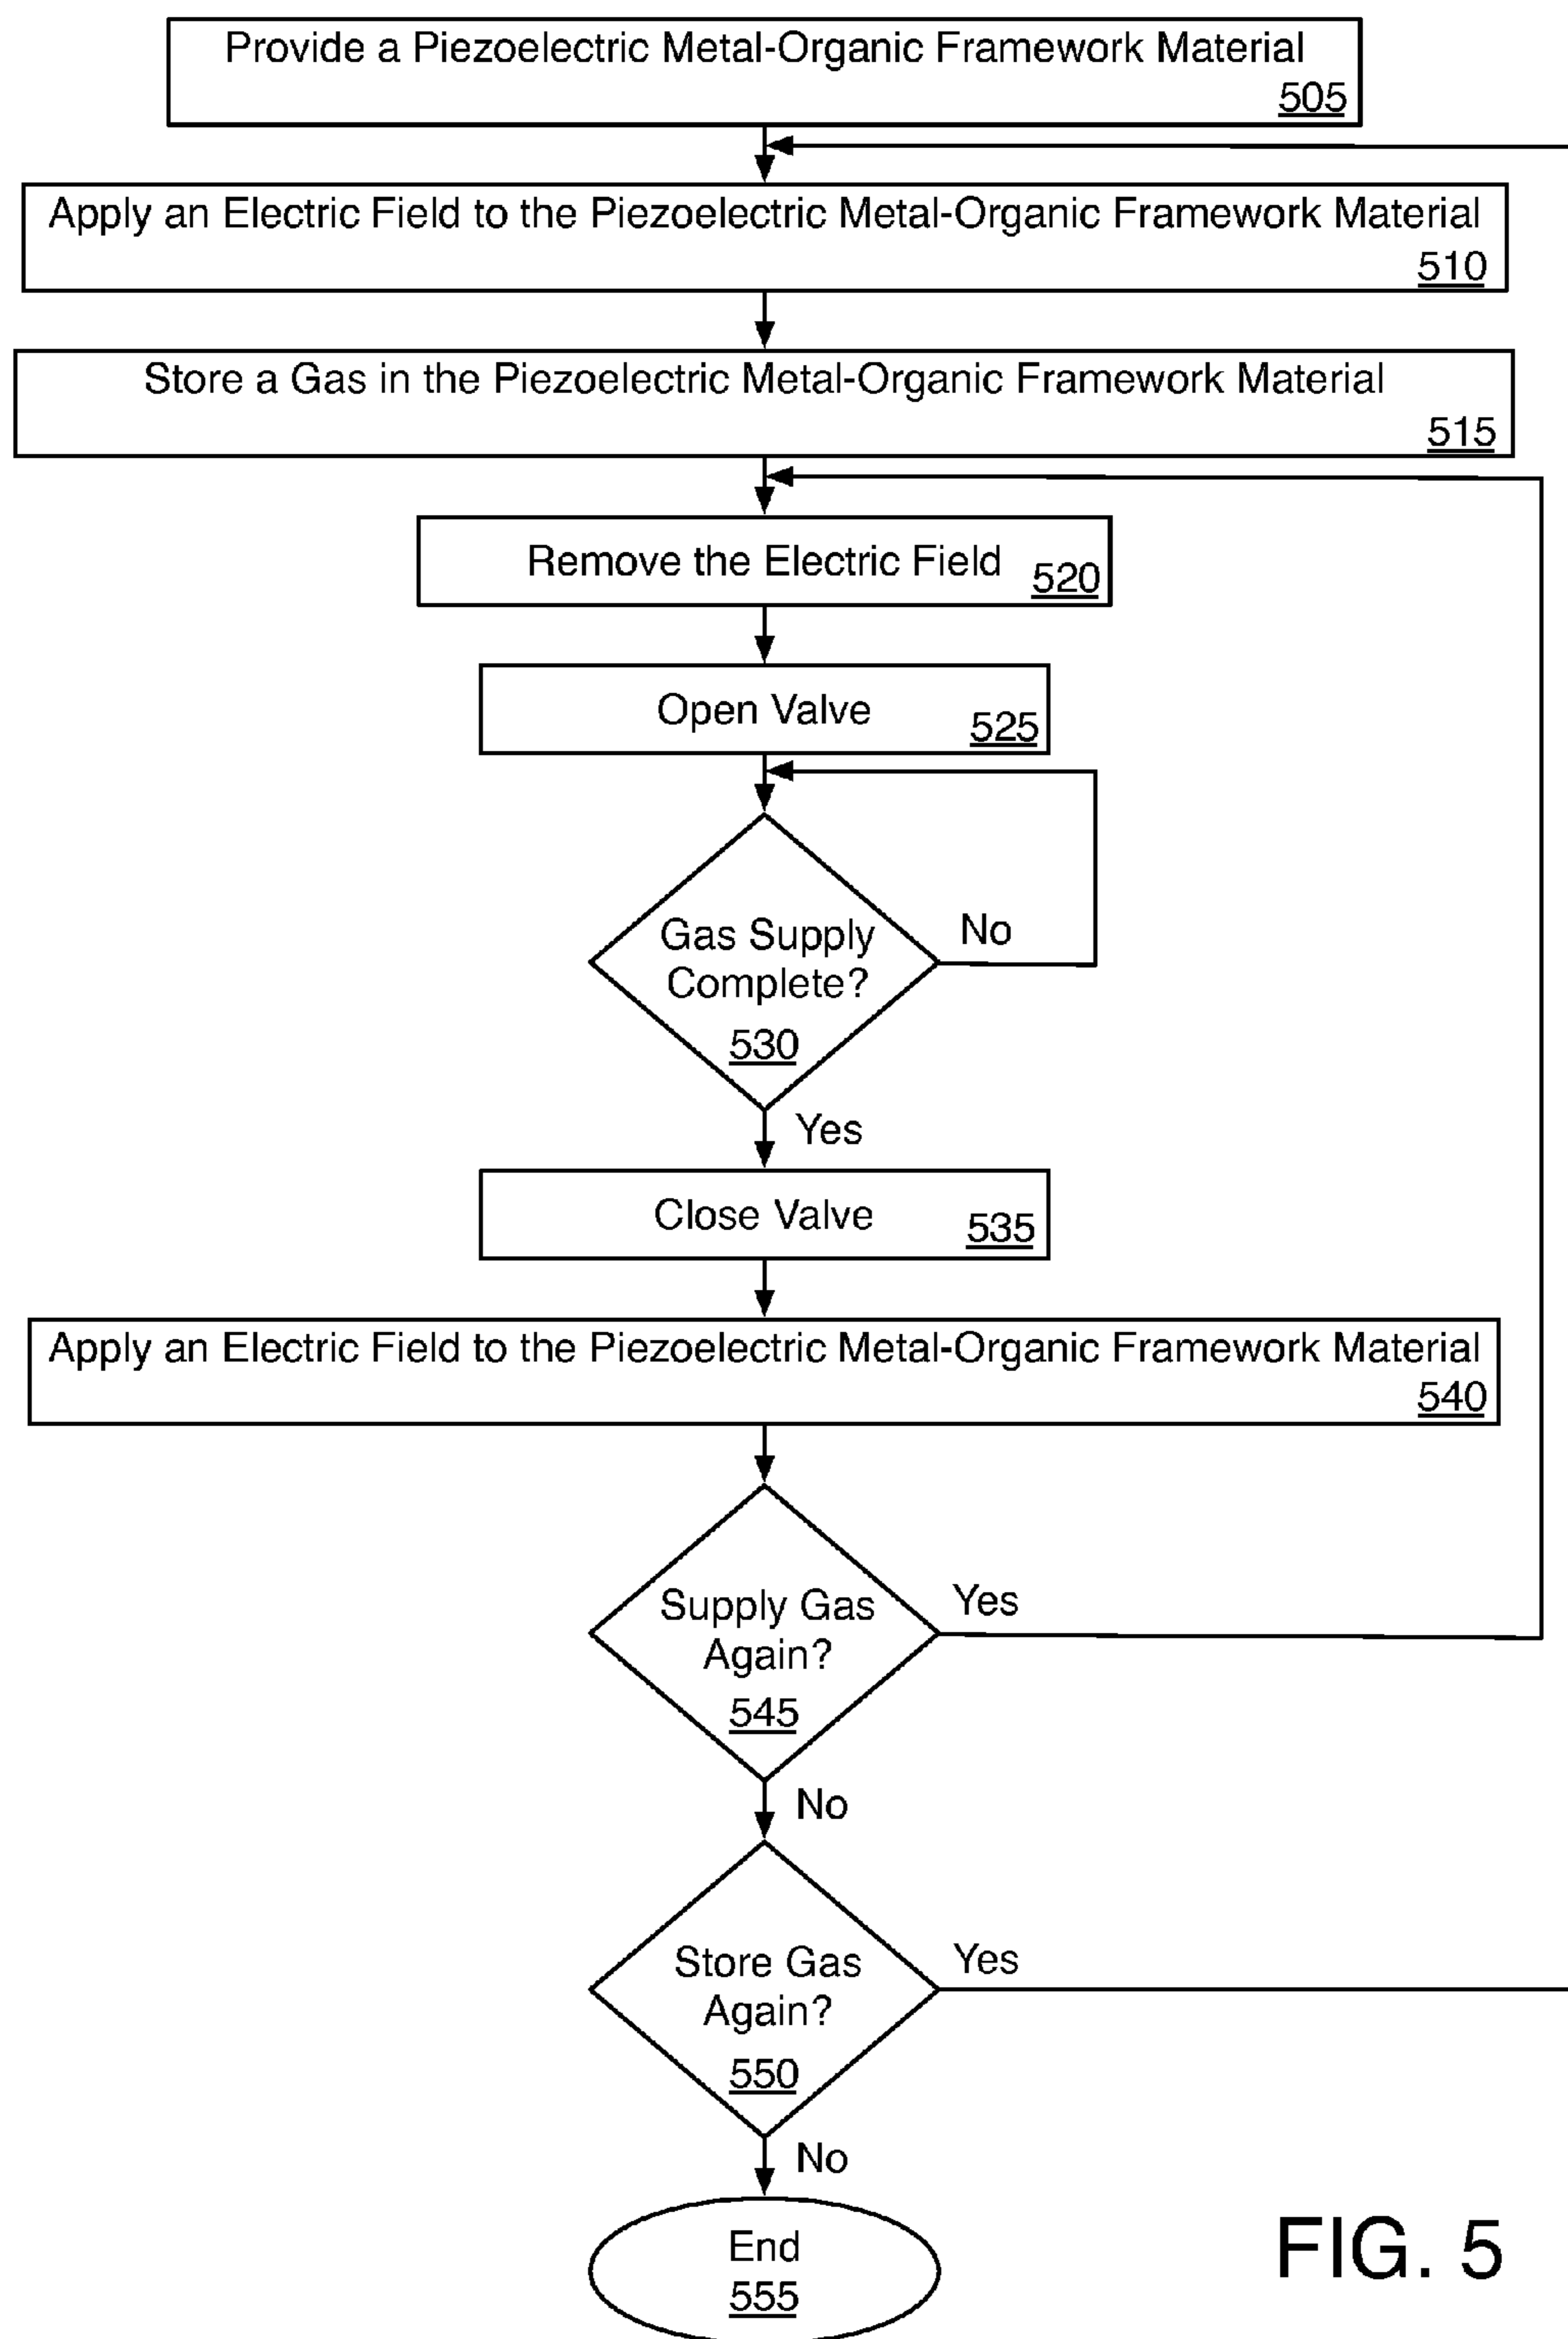 Provide a Piezoelectric Metal-Organic Framework Material
505
Apply an Electric Field to the Piezoelectric Metal-Organic Framework Material
510
Store a Gas in the Piezoelectric Metal-Organic Framework Material
515
Remove the Electric Field 520
Open Valve 525
Gas Supply
Complete?
530
No
Yes
Close Valve 535
Apply an Electric Field to the Piezoelectric Metal-Organic Framework Material
540
Supply Gas
Again?
545
Yes
No
Store Gas
Again?
550
Yes
No
End
555
FIG. 5